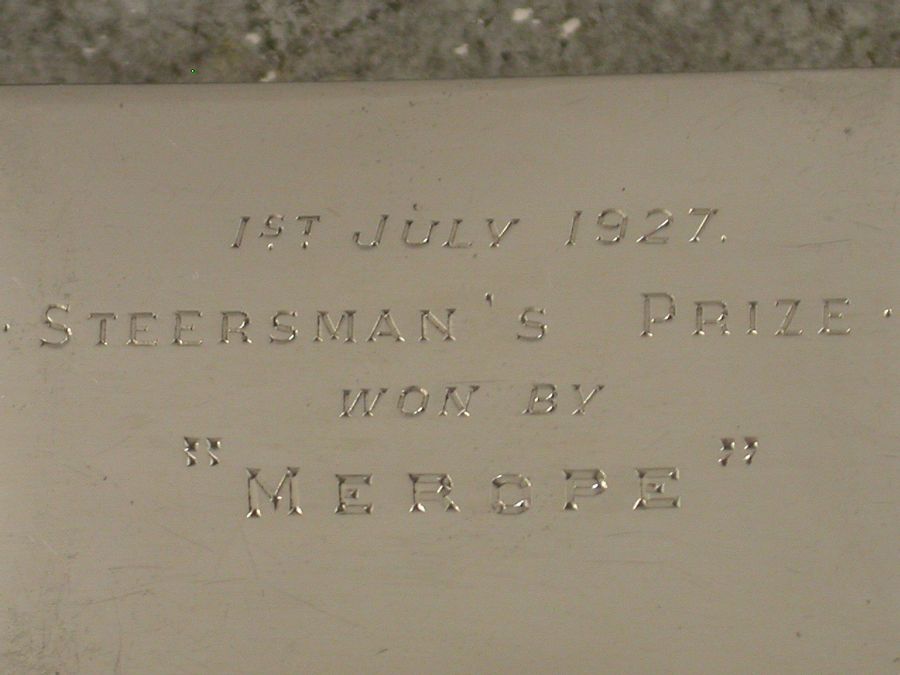 1ST JULY 1927.
· STEERSMAN'S PRIZE ·
WON BY
"MEROPE"